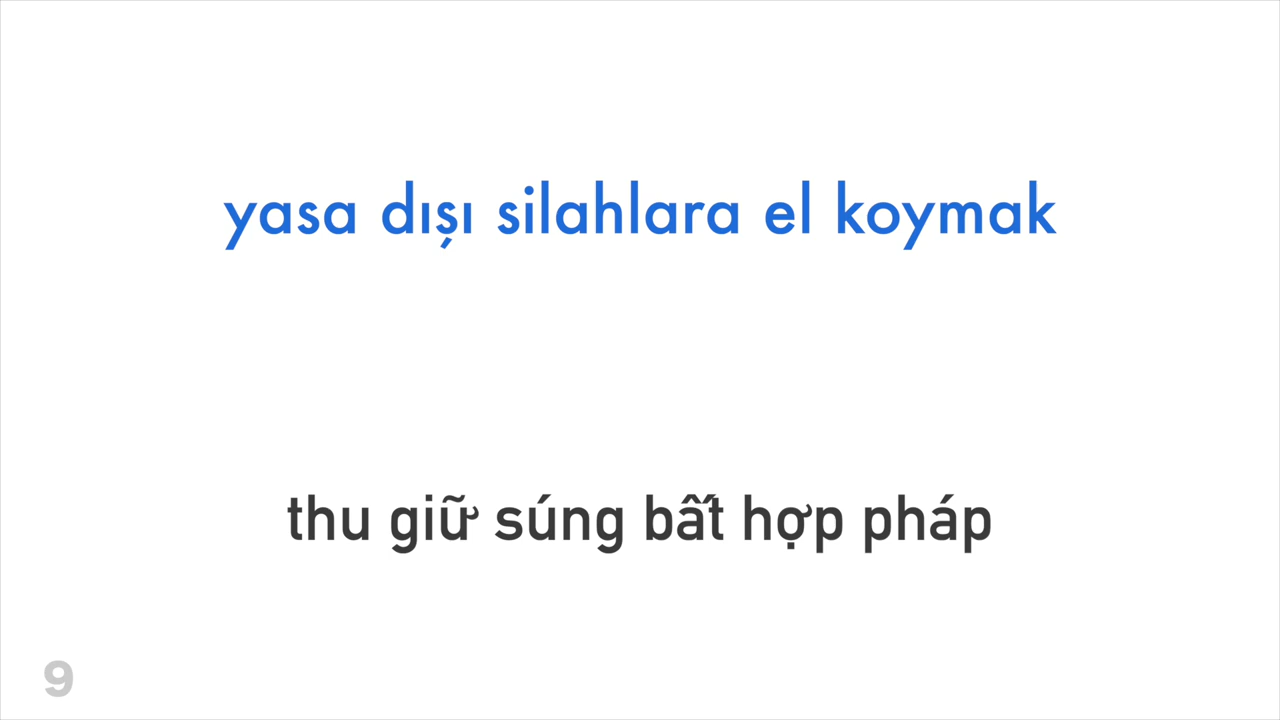 yasa dışı silahlara el koymak
thu giữ súng bất hợp pháp
9